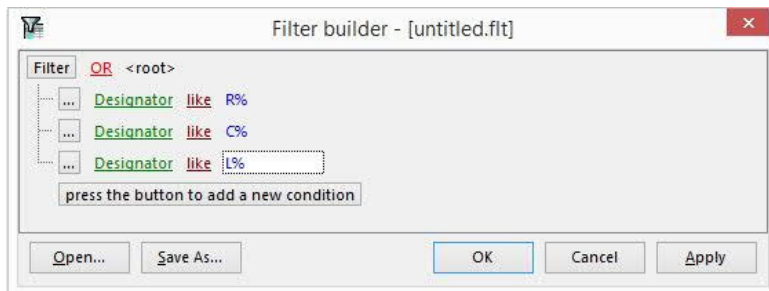 Filter builder - [untitled.flt]
Filter OR <root>
... Designator like R%
... Designator like C%
... Designator like L%
press the button to add a new condition
Open... Save As... OK Cancel Apply